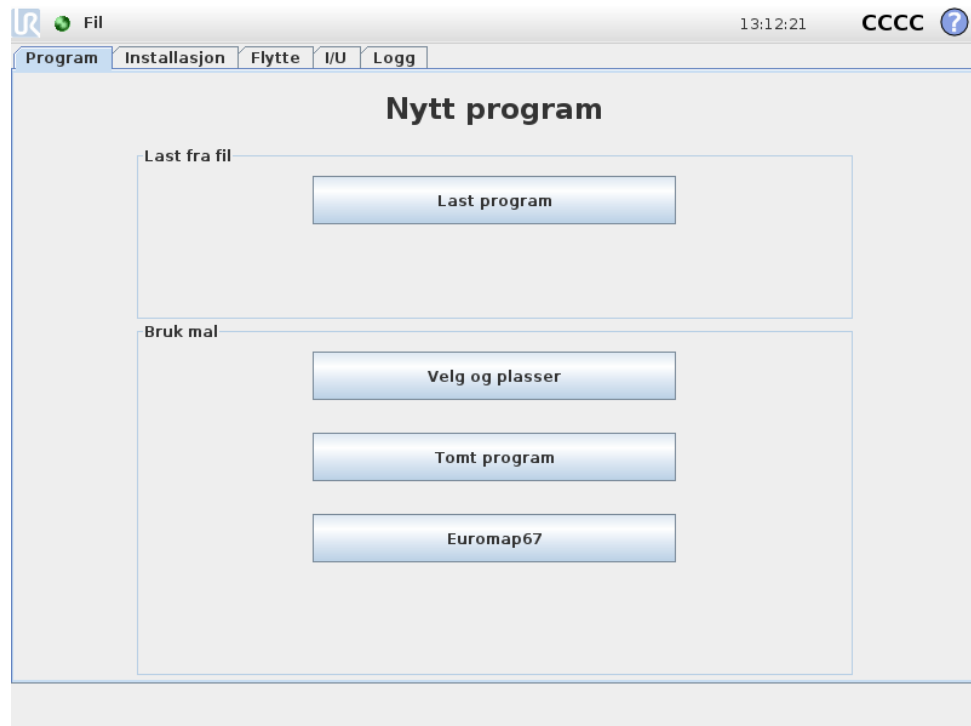 UR Fil 13:12:21 CCCC ?
Program Installasjon Flytte I/U Logg
Nytt program
Last fra fil
Last program
Bruk mal
Velg og plasser
Tomt program
Euromap67